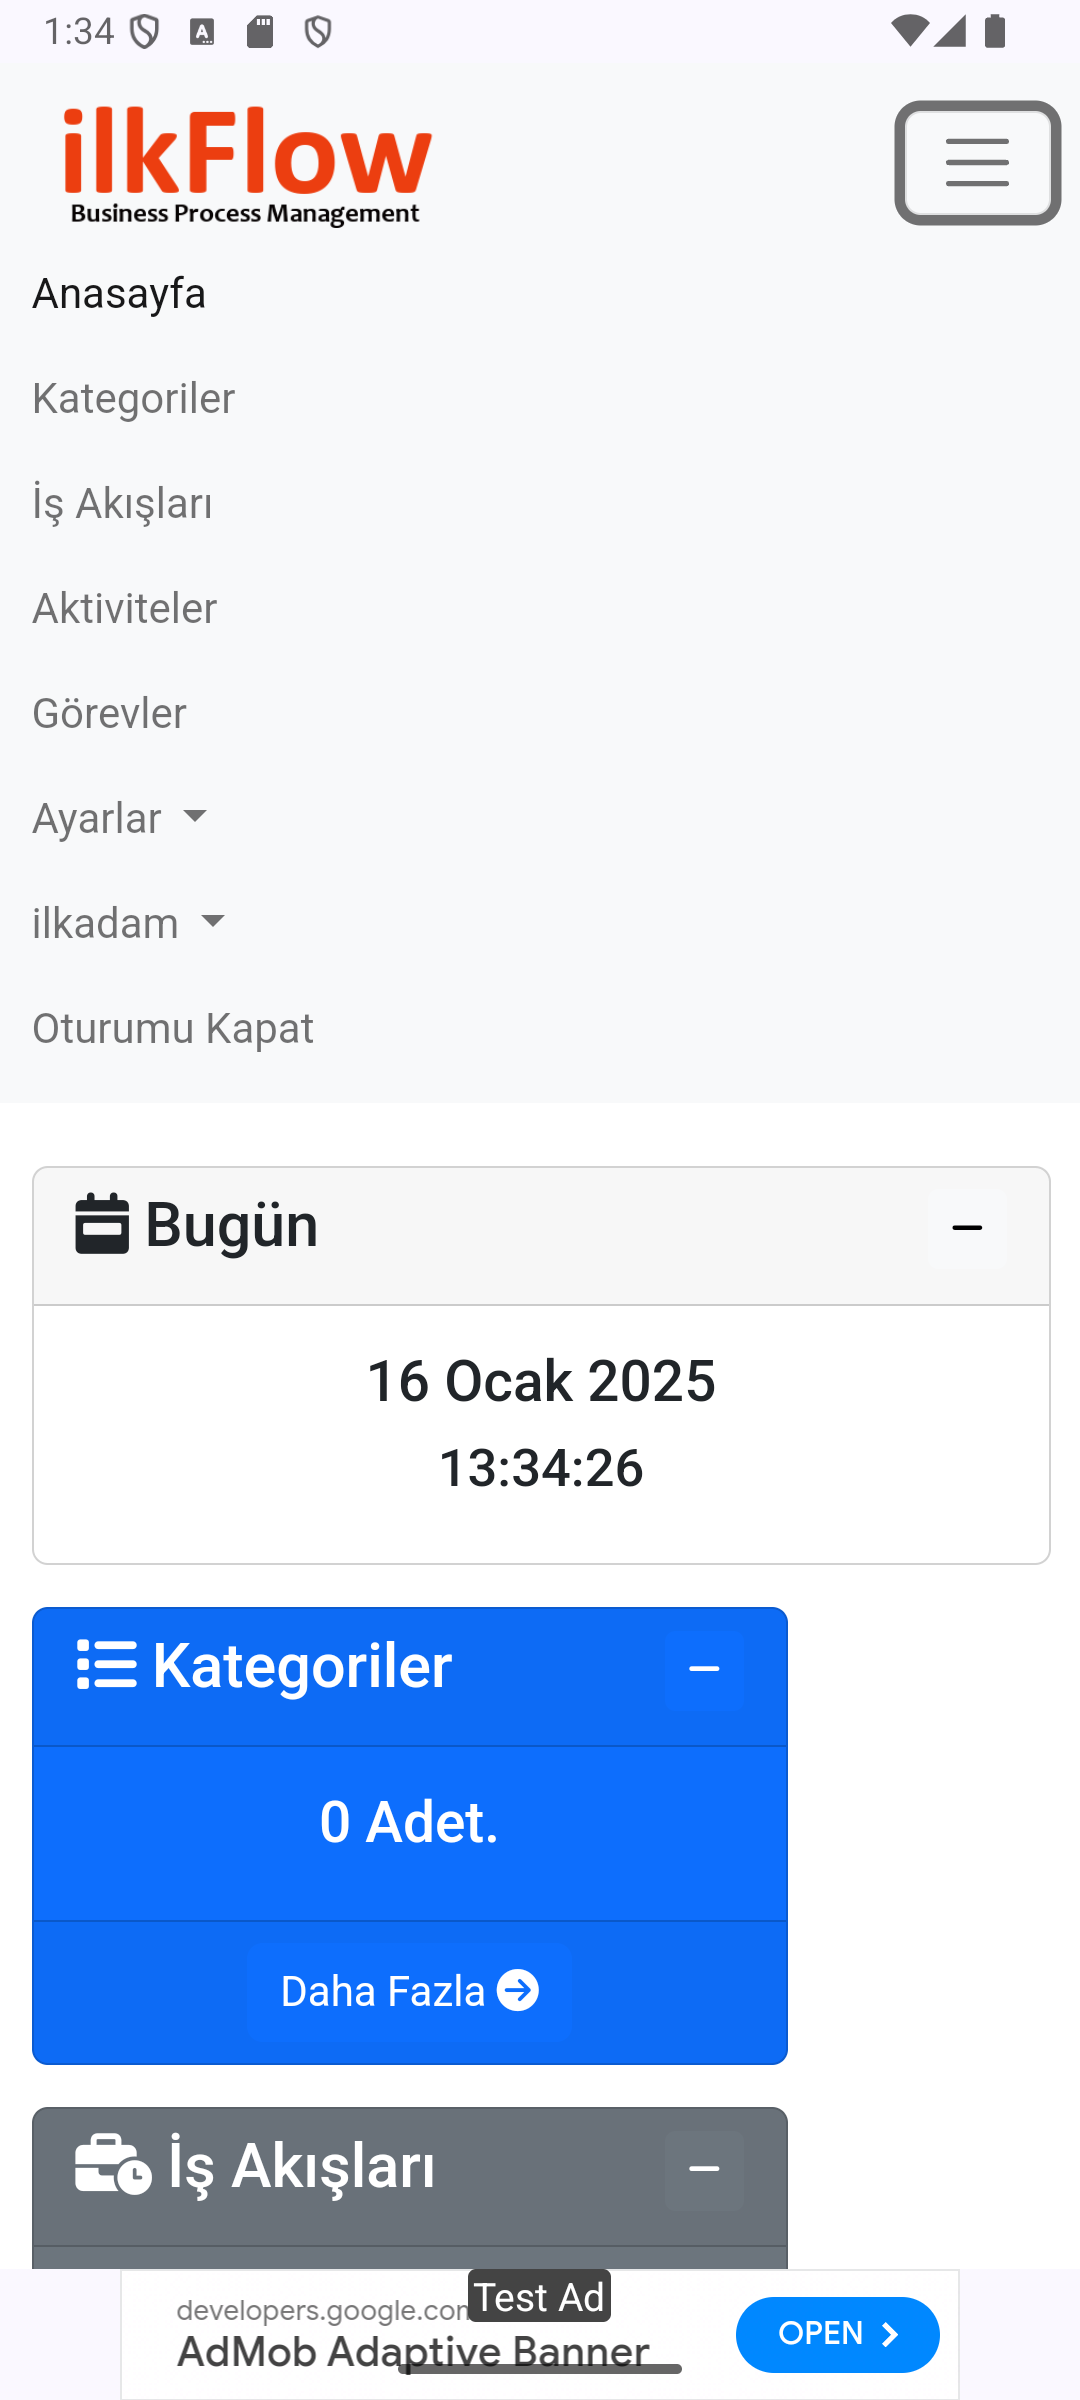 1:34
ilkFlow
Business Process Management
Anasayfa
Kategoriler
İş Akışları
Aktiviteler
Görevler
Ayarlar
ilkadam
Oturumu Kapat
Bugün
16 Ocak 2025
13:34:26
Kategoriler
0 Adet.
Daha Fazla
İş Akışları
Test Ad
developers.google.com
AdMob Adaptive Banner
OPEN